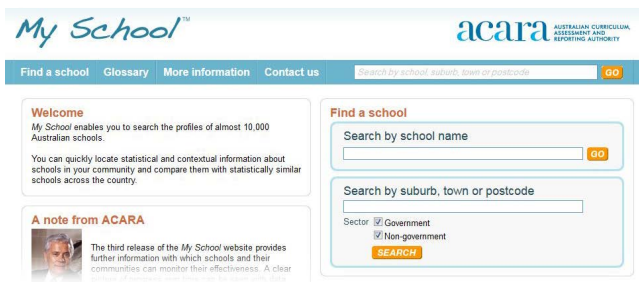 My School™
acara AUSTRALIAN CURRICULUM,
ASSESSMENT AND
REPORTING AUTHORITY
Find a school Glossary More information Contact us Search by school, suburb, town or postcode GO
Welcome
My School enables you to search the profiles of almost 10,000
Australian schools.
You can quickly locate statistical and contextual information about
schools in your community and compare them with statistically similar
schools across the country.
A note from ACARA
The third release of the My School website provides
further information with which schools and their
communities can monitor their effectiveness. A clear
Find a school
Search by school name
GO
Search by suburb, town or postcode
Sector Government
Non-government
SEARCH